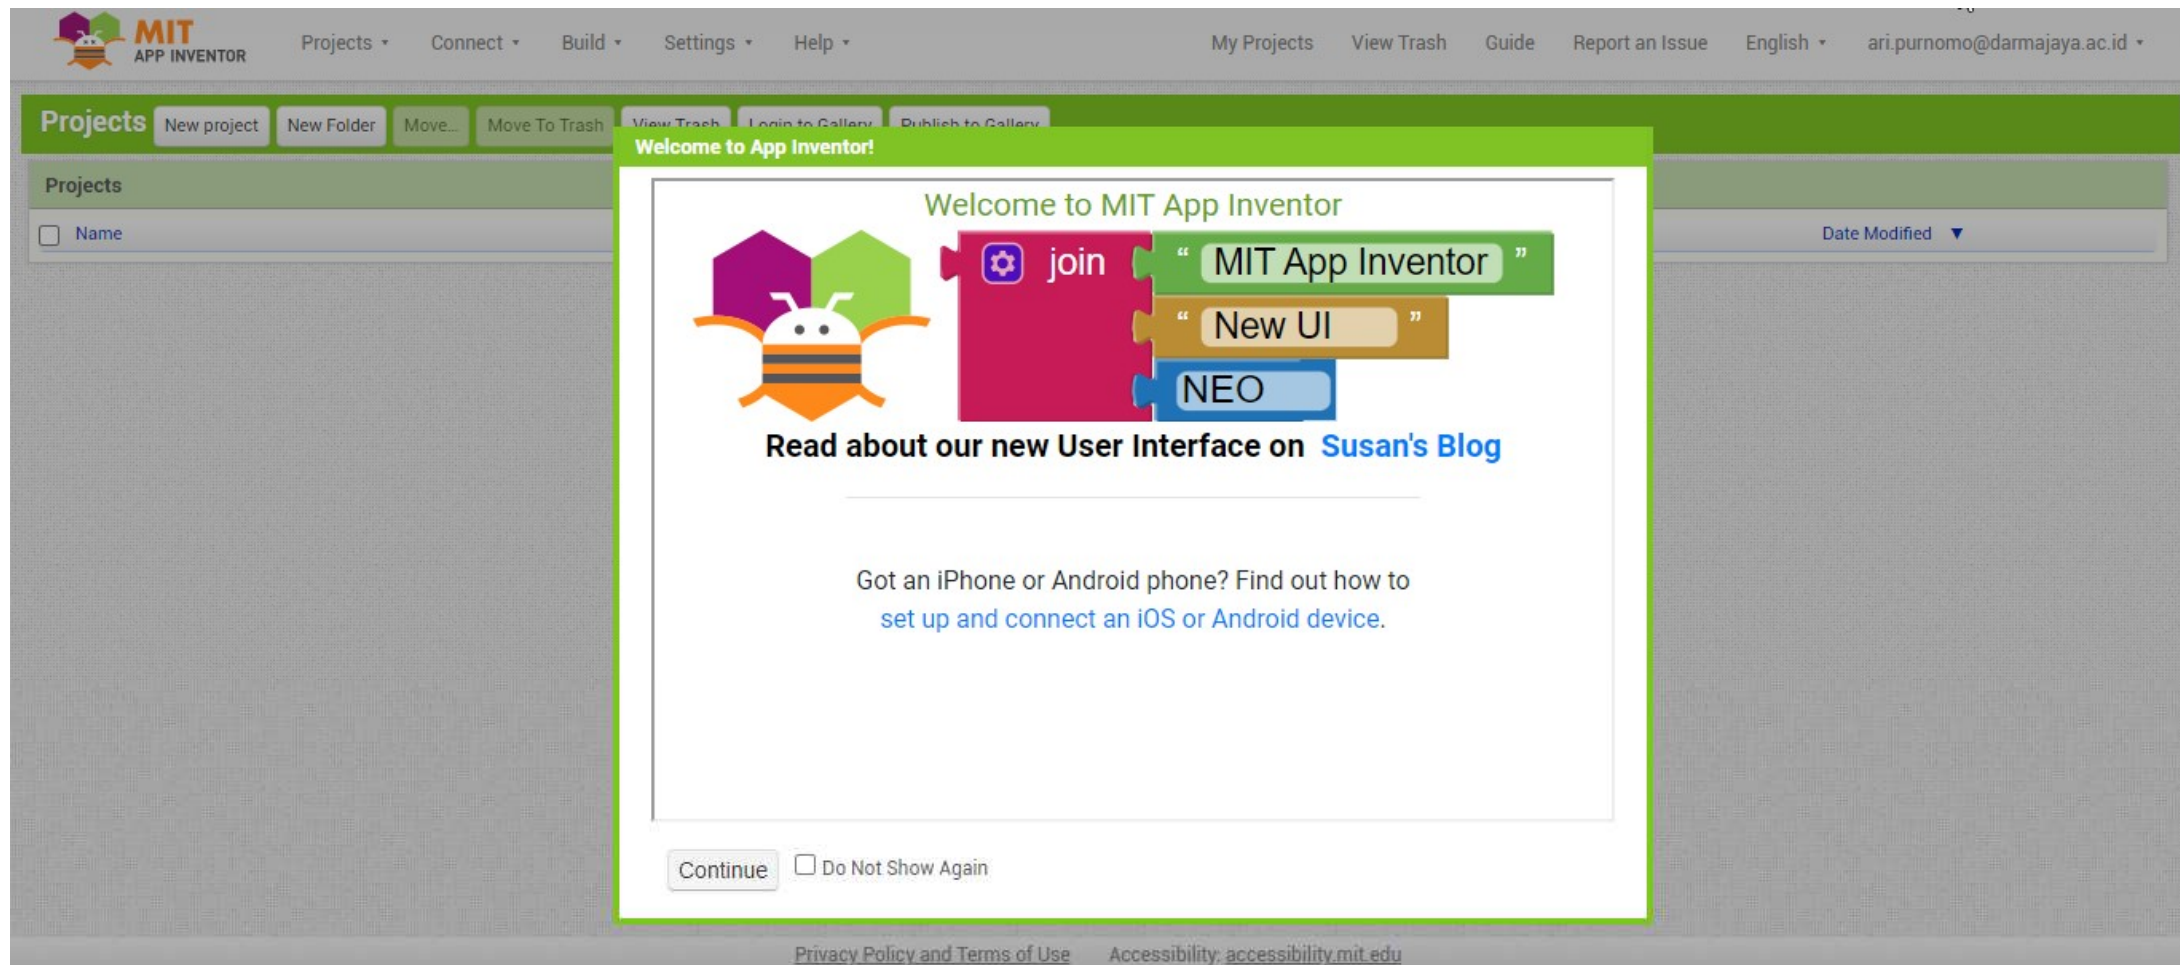 MIT
APP INVENTOR
Projects Connect Build Settings Help My Projects View Trash Guide Report an Issue English ari.purnomo@darmajaya.ac.id
Projects New project New Folder Move... Move To Trash View Trash Login to Gallery Publish to Gallery
Welcome to App Inventor!
Projects
Name Date Modified ▼
Welcome to MIT App Inventor
join “ MIT App Inventor ”
“ New UI ”
NEO
Read about our new User Interface on Susan's Blog
Got an iPhone or Android phone? Find out how to
set up and connect an iOS or Android device.
Continue Do Not Show Again
Privacy Policy and Terms of Use Accessibility: accessibility.mit.edu